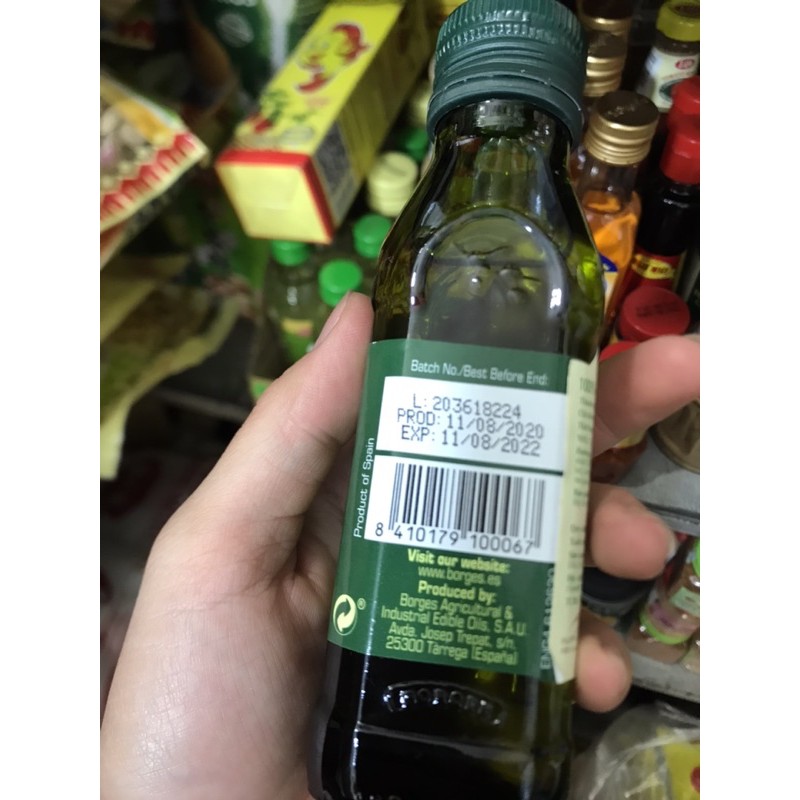 Batch No./Best Before End:
L: 203618224
PROD: 11/08/2020
EXP: 11/08/2022
Product of Spain
8 410179 100067
Visit our website:
www.borges.es
Produced by:
Borges Agricultural &
Industrial Edible Oils, S.A.U.
Avda. Josep Trepat, s/n.
25300 Tàrrega (España)
®